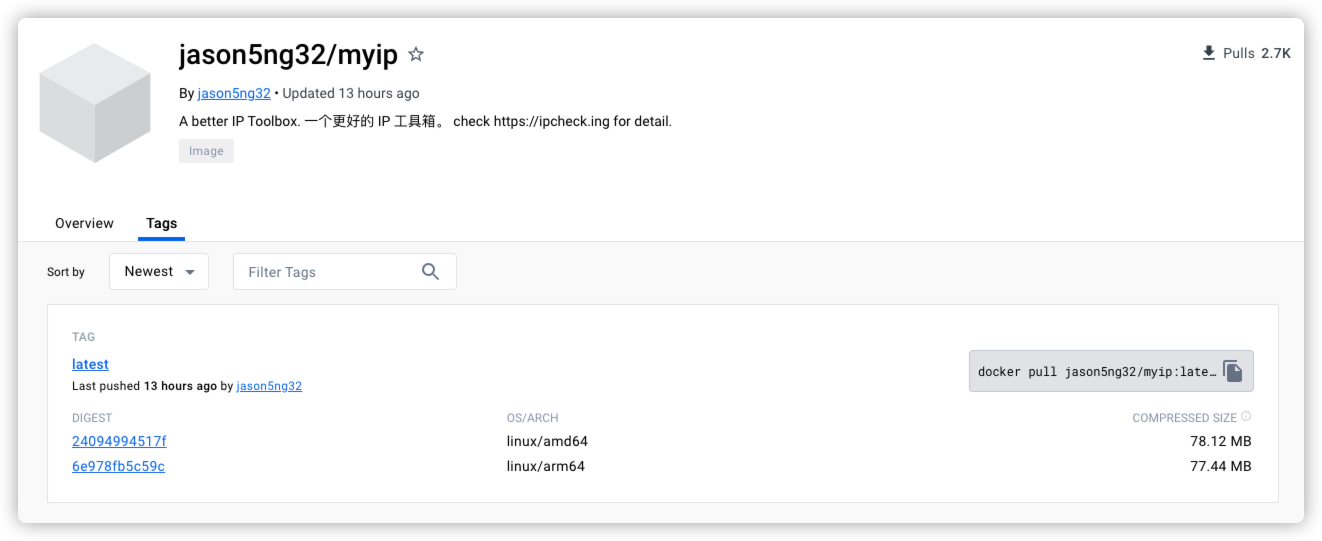 jason5ng32/myip
Pulls 2.7K
By jason5ng32 • Updated 13 hours ago
A better IP Toolbox. 一个更好的 IP 工具箱。 check https://ipcheck.ing for detail.
Image
Overview Tags
Sort by Newest Filter Tags
TAG
latest
docker pull jason5ng32/myip:late…
Last pushed 13 hours ago by jason5ng32
DIGEST OS/ARCH COMPRESSED SIZE
24094994517f linux/amd64 78.12 MB
6e978fb5c59c linux/arm64 77.44 MB